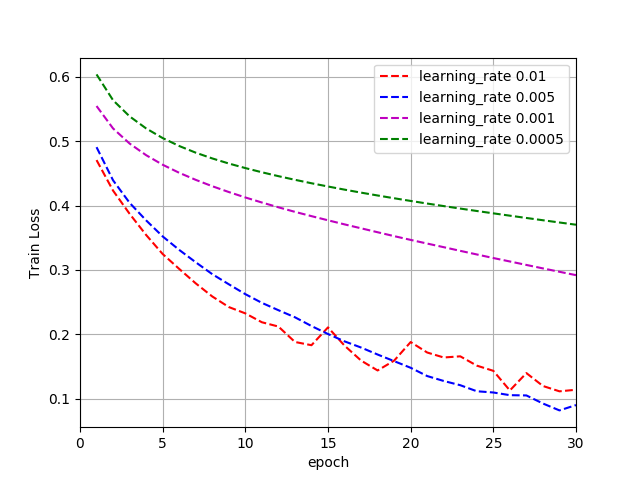 learning_rate 0.01
learning_rate 0.005
learning_rate 0.001
learning_rate 0.0005
Train Loss
0.6
0.5
0.4
0.3
0.2
0.1
0 5 10 15 20 25 30
epoch